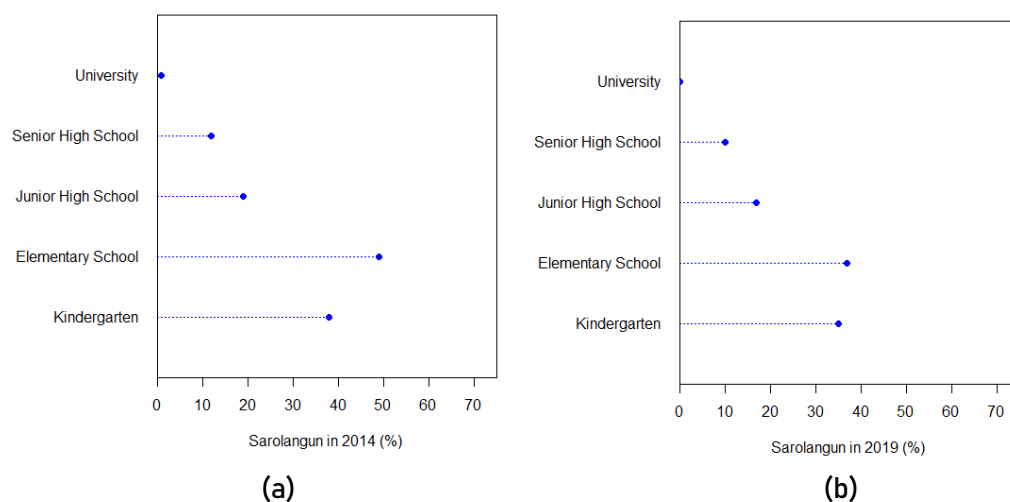 University
Senior High School
Junior High School
Elementary School
Kindergarten
0 10 20 30 40 50 60 70
Sarolangun in 2014 (%)
(a)
University
Senior High School
Junior High School
Elementary School
Kindergarten
0 10 20 30 40 50 60 70
Sarolangun in 2019 (%)
(b)